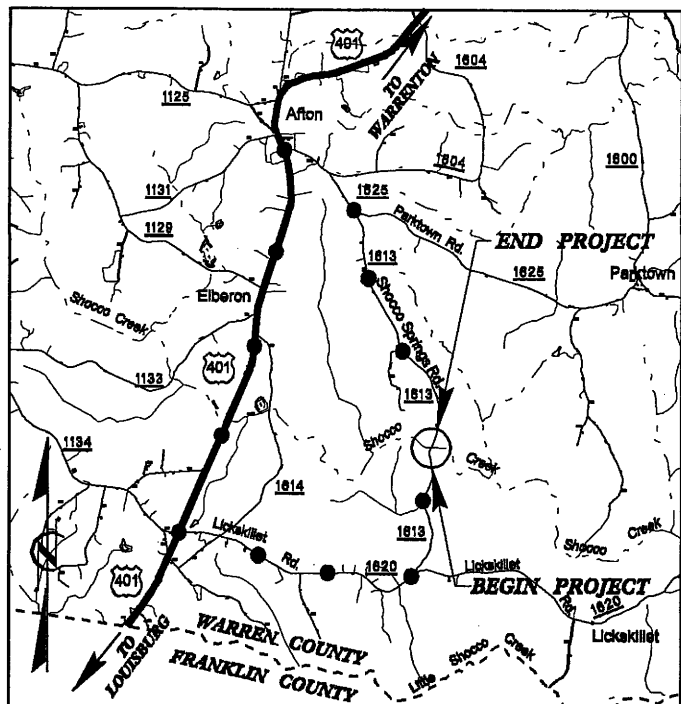 401
TO
WARRENTON
1604
1125
Afton
1604
1600
1131
1625
1129
Parktown Rd.
END PROJECT
1613
1625
Parktown
Elberon
Shocco Creek
Shocco Springs Rd.
1133
401
1613
1134
Shocco Creek
1614
Lickskillet Rd.
1613
Shocco Creek
401
1620
Lickskillet Rd.
BEGIN PROJECT
1620
Lickskillet
TO
LOUISBURG
WARREN COUNTY
FRANKLIN COUNTY
Little Shocco Creek